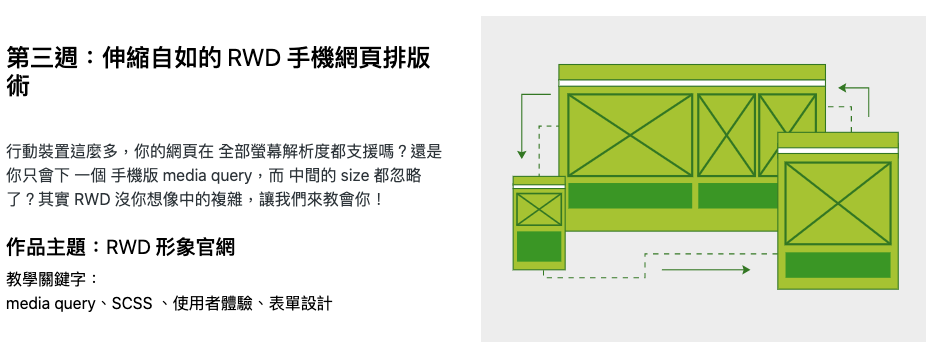 第三週：伸縮自如的 RWD 手機網頁排版
術
行動裝置這麼多，你的網頁在 全部螢幕解析度都支援嗎？還是
你只會下 一個 手機版 media query，而 中間的 size 都忽略
了？其實 RWD 沒你想像中的複雜，讓我們來教會你！
作品主題：RWD 形象官網
教學關鍵字：
media query、SCSS 、使用者體驗、表單設計